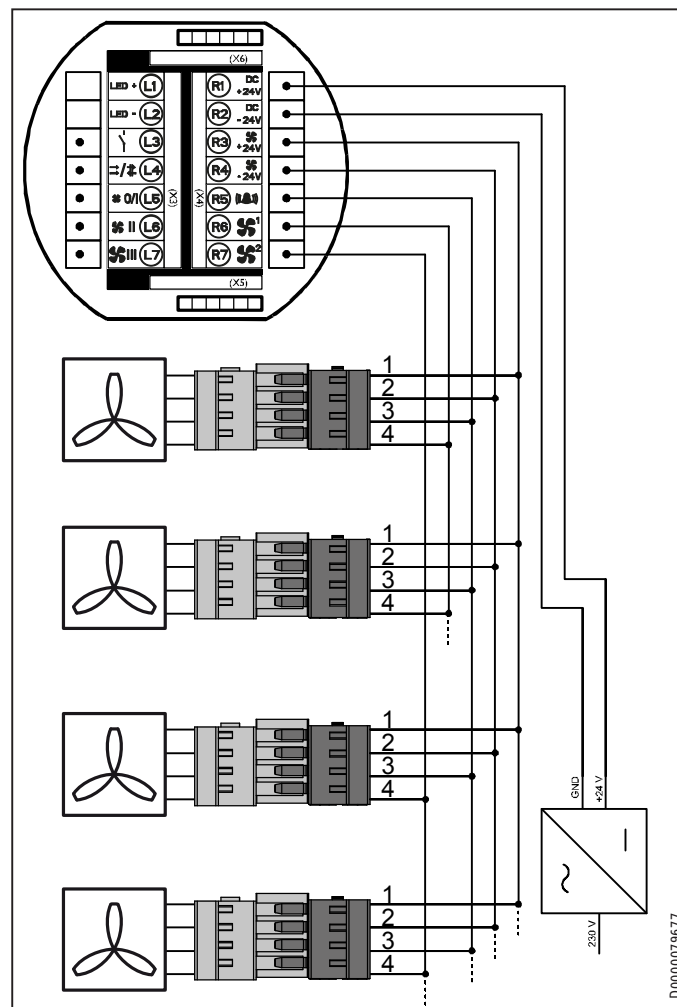 (X6)
LED + L1 R1 DC +24V
LED - L2 R2 DC -24V
L3 R3 +24V
L4 R4 -24V
0/I L5 R5
II L6 R6 1
III L7 R7 2
(X3) (X4)
(X5)
1
2
3
4
1
2
3
4
1
2
3
4
1
2
3
4
GND
+24 V
230 V
D0000079677